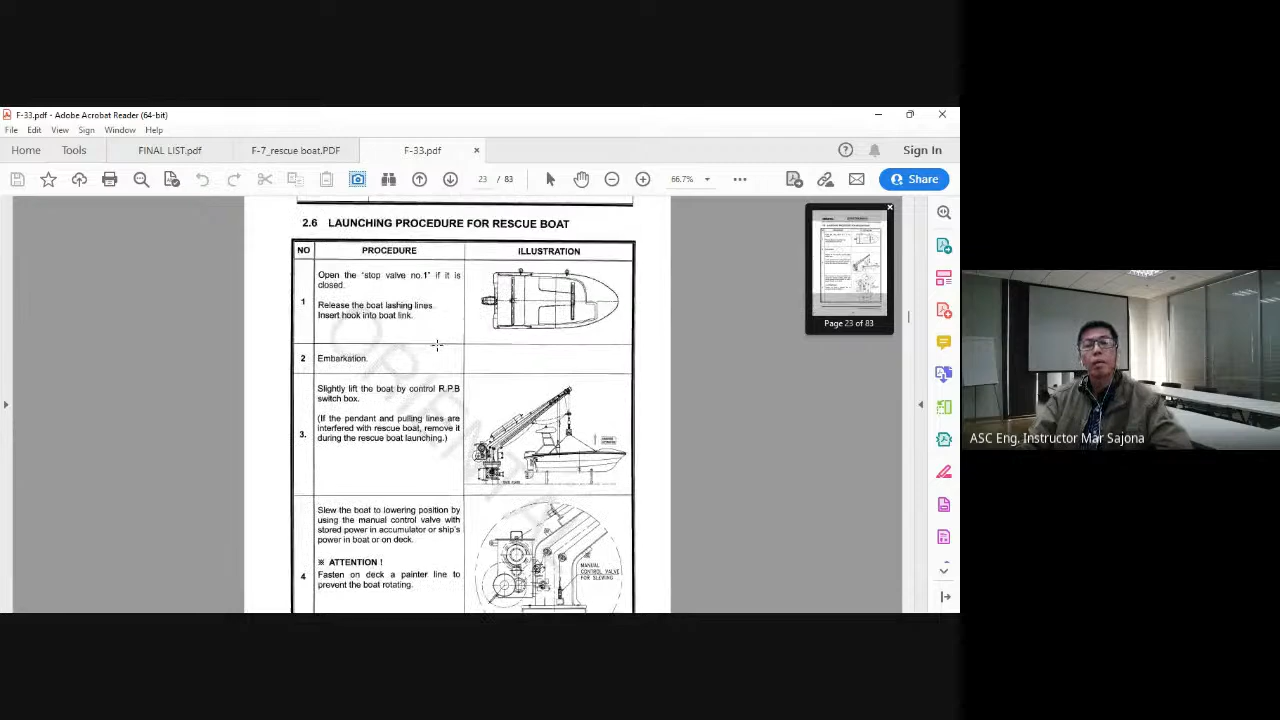 F-33.pdf - Adobe Acrobat Reader (64-bit)
File Edit View Sign Window Help
Home Tools FINAL LIST.pdf F-7_rescue boat.PDF F-33.pdf × Sign In
23 / 83 66.7% Share
2.6 LAUNCHING PROCEDURE FOR RESCUE BOAT
NO PROCEDURE ILLUSTRATION
1
Open the "stop valve no.1" if it is
closed.
Release the boat lashing lines.
Insert hook into boat link.
2 Embarkation.
3.
Slightly lift the boat by control R.P.B
switch box.
(If the pendant and pulling lines are
interfered with rescue boat, remove it
during the rescue boat launching.)
4
Slew the boat to lowering position by
using the manual control valve with
stored power in accumulator or ship's
power in boat or on deck.
※ ATTENTION !
Fasten on deck a painter line to
prevent the boat rotating.
MANUAL
CONTROL VALVE
FOR SLEWING
Page 23 of 83
ASC Eng. Instructor Mar Sajona